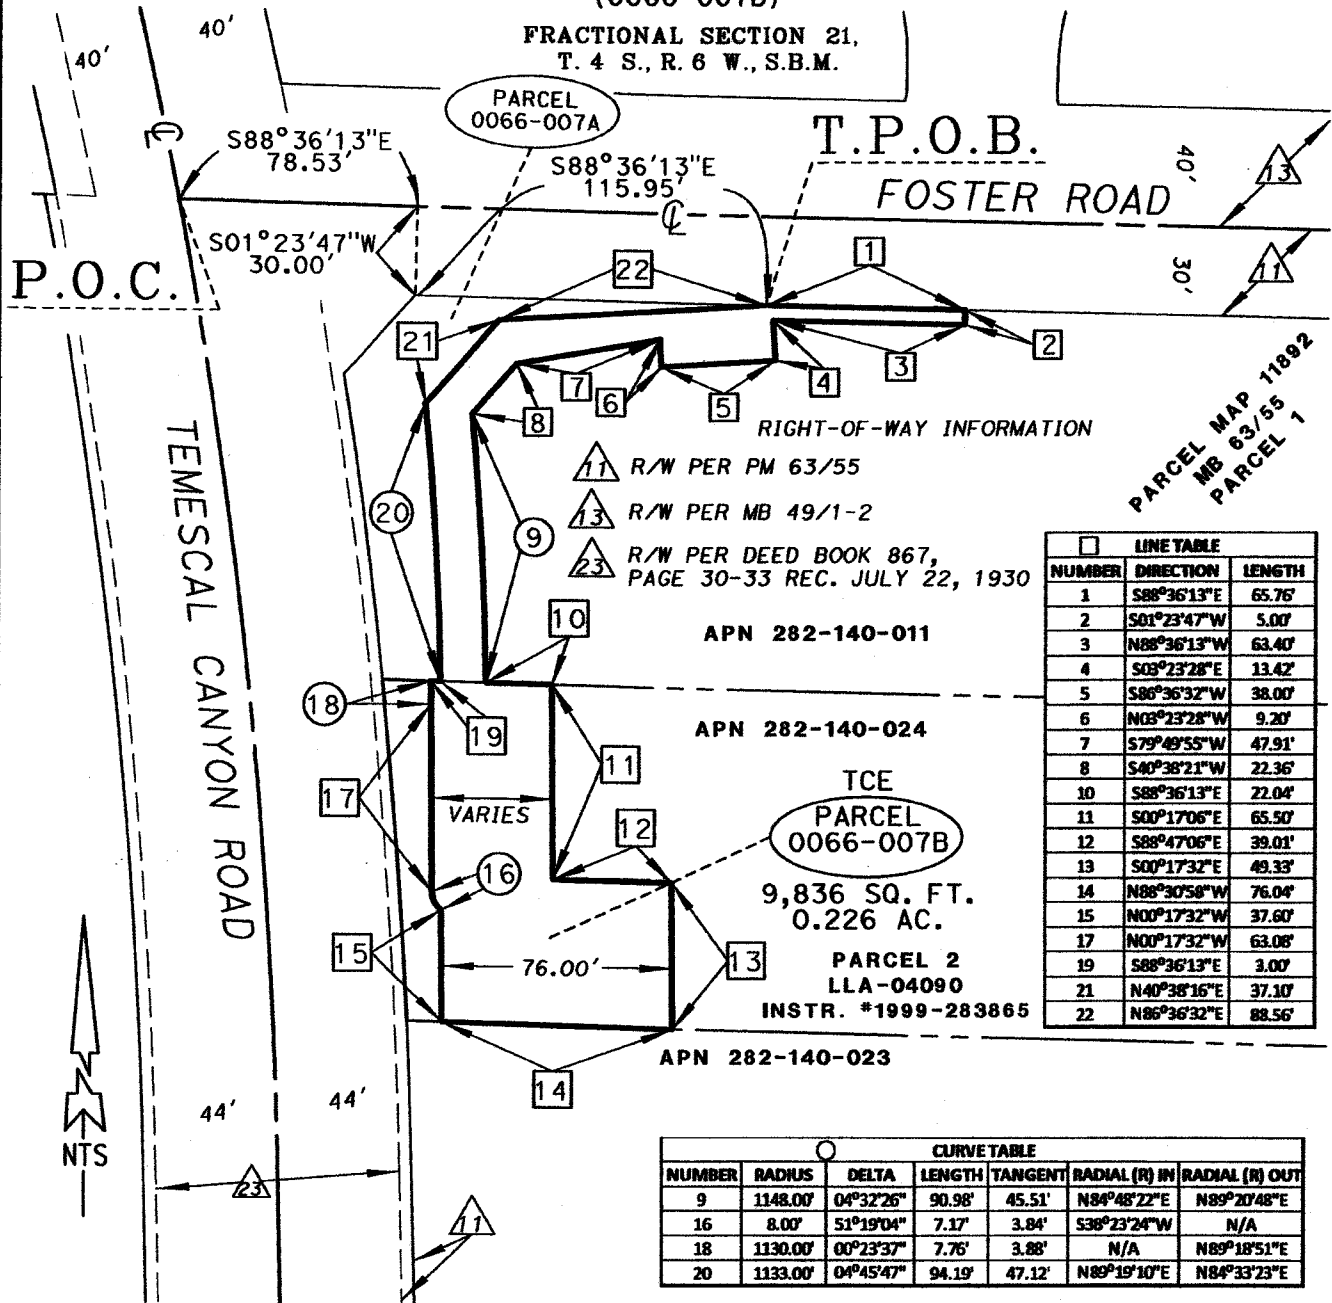 (0066-007B)
FRACTIONAL SECTION 21,
T. 4 S., R. 6 W., S.B.M.
40'
40'
PARCEL
0066-007A
S88°36'13"E
78.53'
S88°36'13"E
115.95'
T.P.O.B.
FOSTER ROAD
40'
13
S01°23'47"W
30.00'
P.O.C.
30'
11
22
1
21
2
3
4
5
6
7
8
RIGHT-OF-WAY INFORMATION
11 R/W PER PM 63/55
13 R/W PER MB 49/1-2
23 R/W PER DEED BOOK 867,
PAGE 30-33 REC. JULY 22, 1930
PARCEL MAP 11892
MB 63/55
PARCEL 1
20
9
10
APN 282-140-011
TEMESCAL CANYON ROAD
18
19
APN 282-140-024
11
17
VARIES
12
TCE
PARCEL
0066-007B
9,836 SQ. FT.
0.226 AC.
16
15
76.00'
13
PARCEL 2
LLA-04090
INSTR. #1999-283865
APN 282-140-023
14
NTS
44'
44'
23
11
LINE TABLE
NUMBER DIRECTION LENGTH
1 S88°36'13"E 65.76'
2 S01°23'47"W 5.00'
3 N88°36'13"W 63.40'
4 S03°23'28"E 13.42'
5 S86°36'32"W 38.00'
6 N03°23'28"W 9.20'
7 S79°49'55"W 47.91'
8 S40°38'21"W 22.36'
10 S88°36'13"E 22.04'
11 S00°17'06"E 65.50'
12 S88°47'06"E 39.01'
13 S00°17'32"E 49.33'
14 N88°30'58"W 76.04'
15 N00°17'32"W 37.60'
17 N00°17'32"W 63.08'
19 S88°36'13"E 3.00'
21 N40°38'16"E 37.10'
22 N86°36'32"E 88.56'
CURVE TABLE
NUMBER RADIUS DELTA LENGTH TANGENT RADIAL (R) IN RADIAL (R) OUT
9 1148.00' 04°32'26" 90.98' 45.51' N84°48'22"E N89°20'48"E
16 8.00' 51°19'04" 7.17' 3.84' S38°23'24"W N/A
18 1130.00' 00°23'37" 7.76' 3.88' N/A N89°18'51"E
20 1133.00' 04°45'47" 94.19' 47.12' N89°19'10"E N84°33'23"E